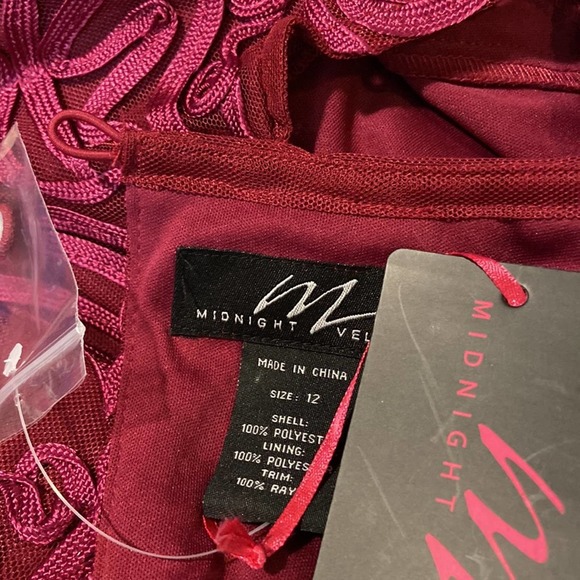 MIDNIGHT VEL
MADE IN CHINA
SIZE: 12
SHELL:
100% POLYEST
LINING:
100% POLYES
TRIM:
100% RAY
MIDNIGHT